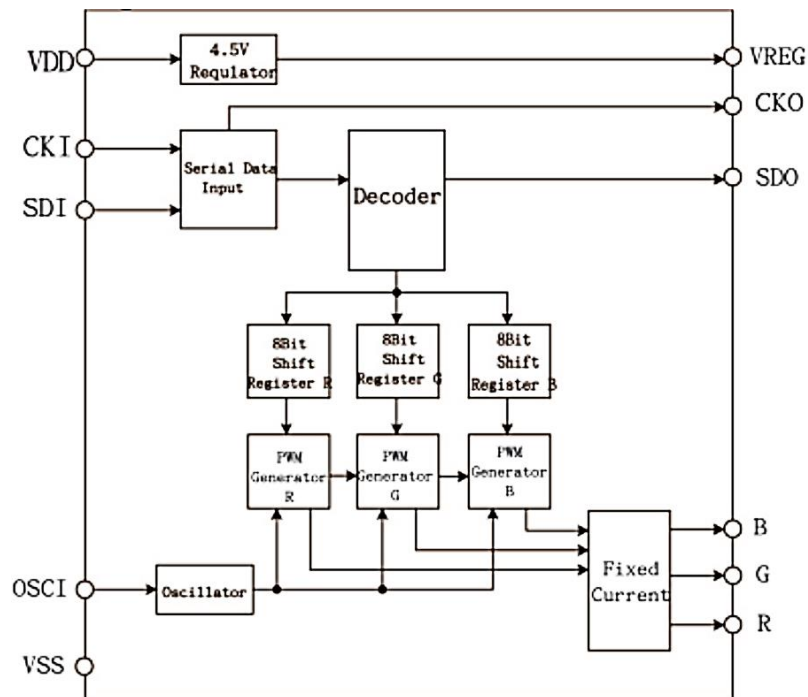 VDD
4.5V
Requlator
VREG
CKO
CKI
Serial Data
Input
SDI
Decoder
SDO
8Bit
Shift
Register R
8Bit
Shift
Register G
8Bit
Shift
Register B
PWM
Generator
R
PWM
Generator
G
PWM
Generator
B
OSCI
Oscillator
Fixed
Current
B
G
R
VSS